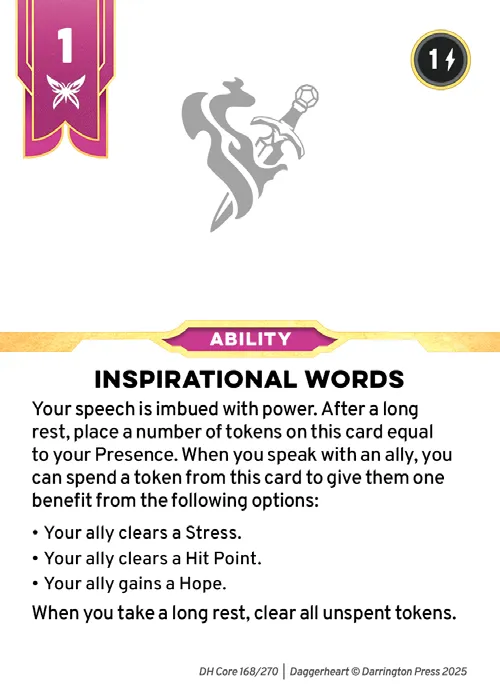 1
1
ABILITY
INSPIRATIONAL WORDS
Your speech is imbued with power. After a long
rest, place a number of tokens on this card equal
to your Presence. When you speak with an ally, you
can spend a token from this card to give them one
benefit from the following options:
• Your ally clears a Stress.
• Your ally clears a Hit Point.
• Your ally gains a Hope.
When you take a long rest, clear all unspent tokens.
DH Core 168/270 | Daggerheart © Darrington Press 2025